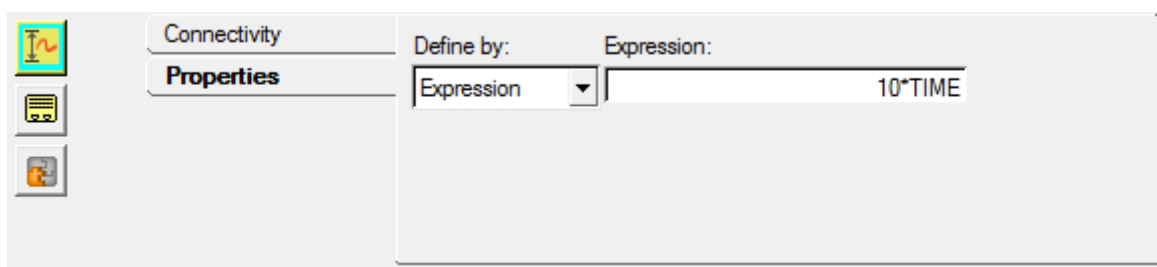 Connectivity
Properties
Define by: Expression:
Expression 10*TIME